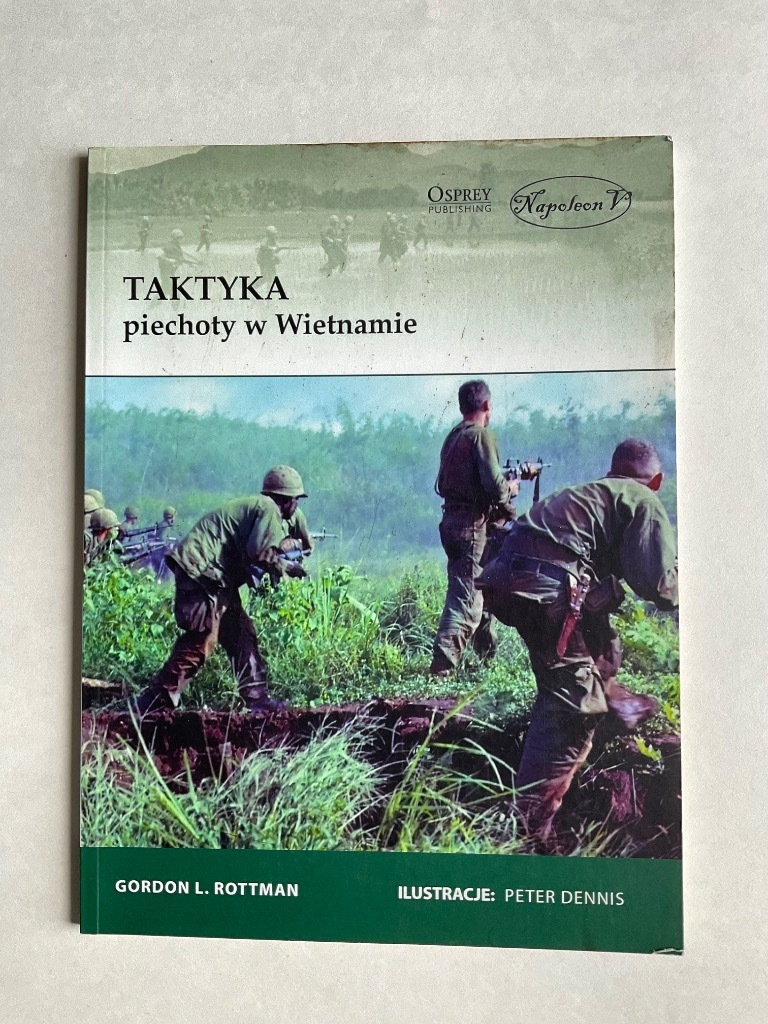 OSPREY
PUBLISHING
Napoleon V
TAKTYKA
piechoty w Wietnamie
GORDON L. ROTTMAN
ILUSTRACJE: PETER DENNIS